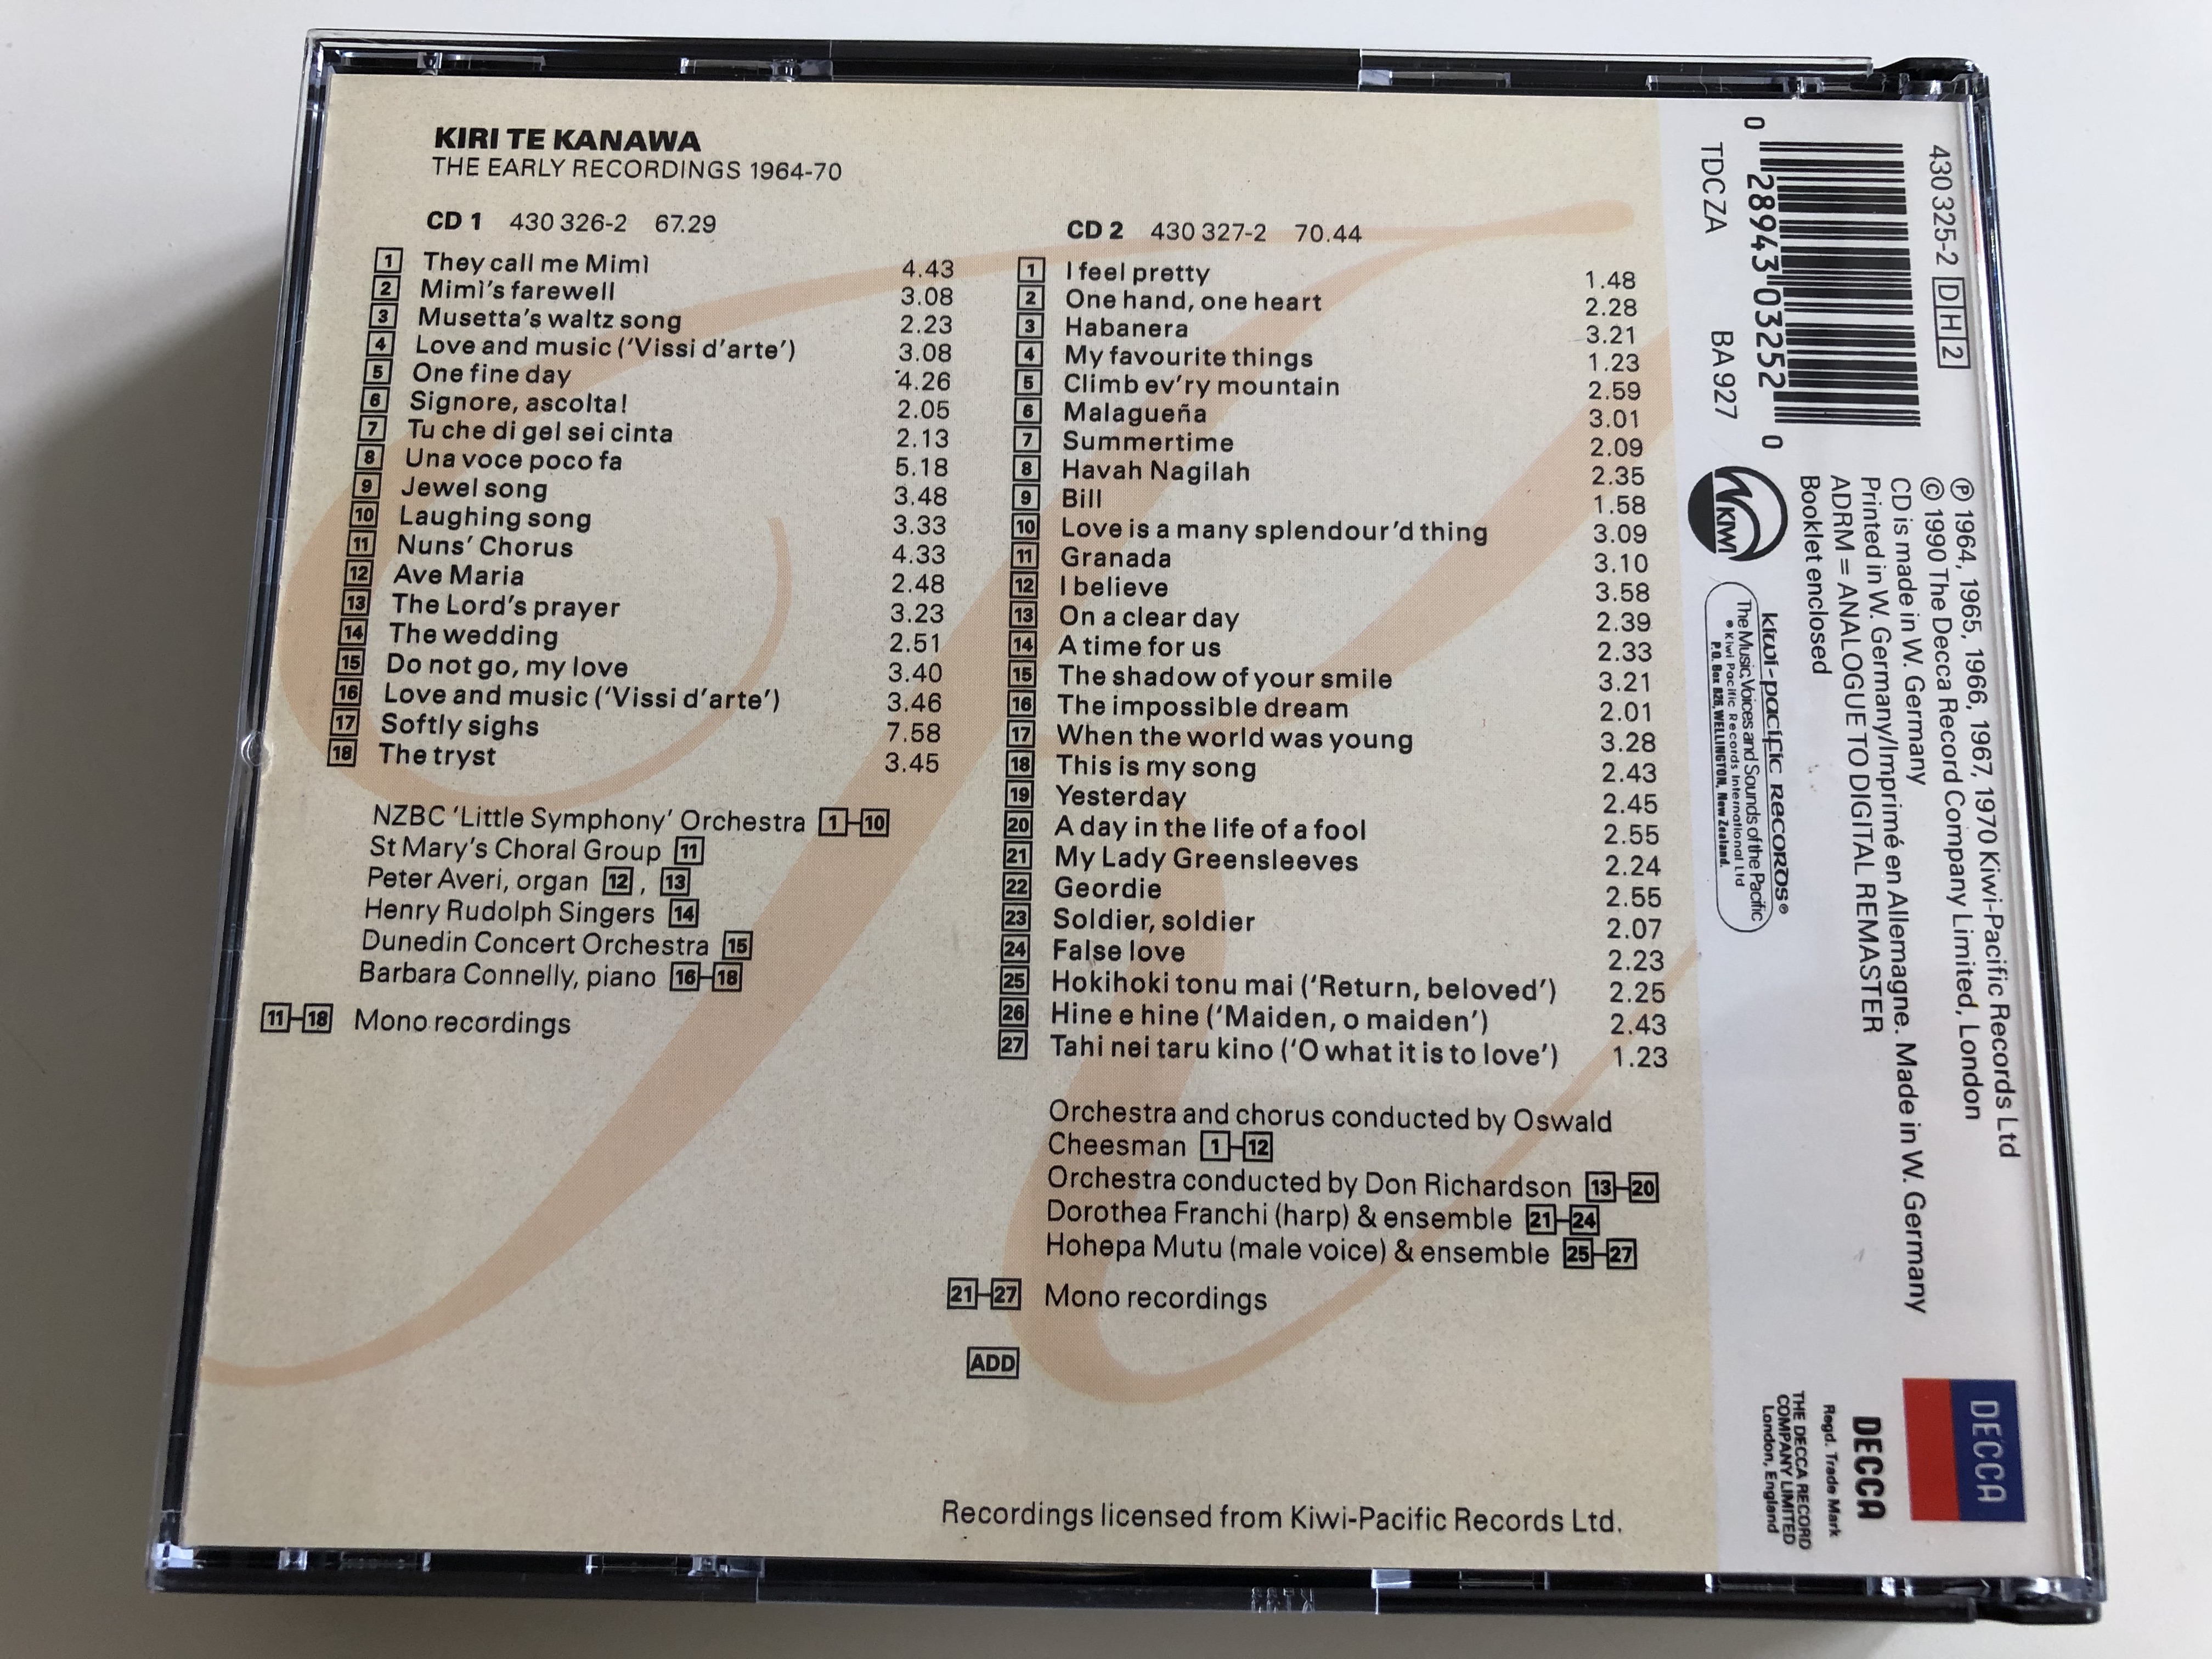 KIRI TE KANAWA
THE EARLY RECORDINGS 1964-70
CD 1 430 326-2 67.29
1 They call me Mimì 4.43
2 Mimì's farewell 3.08
3 Musetta's waltz song 2.23
4 Love and music ('Vissi d'arte') 3.08
5 One fine day 4.26
6 Signore, ascolta! 2.05
7 Tu che di gel sei cinta 2.13
8 Una voce poco fa 5.18
9 Jewel song 3.48
10 Laughing song 3.33
11 Nuns' Chorus 4.33
12 Ave Maria 2.48
13 The Lord's prayer 3.23
14 The wedding 2.51
15 Do not go, my love 3.40
16 Love and music ('Vissi d'arte') 3.46
17 Softly sighs 7.58
18 The tryst 3.45
NZBC 'Little Symphony' Orchestra 1-10
St Mary's Choral Group 11
Peter Averi, organ 12, 13
Henry Rudolph Singers 14
Dunedin Concert Orchestra 15
Barbara Connelly, piano 16-18
11-18 Mono recordings
CD 2 430 327-2 70.44
1 I feel pretty 1.48
2 One hand, one heart 2.28
3 Habanera 3.21
4 My favourite things 1.23
5 Climb ev'ry mountain 2.59
6 Malagueña 3.01
7 Summertime 2.09
8 Havah Nagilah 2.35
9 Bill 1.58
10 Love is a many splendour'd thing 3.09
11 Granada 3.10
12 I believe 3.58
13 On a clear day 2.39
14 A time for us 2.33
15 The shadow of your smile 3.21
16 The impossible dream 2.01
17 When the world was young 3.28
18 This is my song 2.43
19 Yesterday 2.45
20 A day in the life of a fool 2.55
21 My Lady Greensleeves 2.24
22 Geordie 2.55
23 Soldier, soldier 2.07
24 False love 2.23
25 Hokihoki tonu mai ('Return, beloved') 2.25
26 Hine e hine ('Maiden, o maiden') 2.43
27 Tahi nei taru kino ('O what it is to love') 1.23
Orchestra and chorus conducted by Oswald
Cheesman 1-12
Orchestra conducted by Don Richardson 13-20
Dorothea Franchi (harp) & ensemble 21-24
Hohepa Mutu (male voice) & ensemble 25-27
21-27 Mono recordings
ADD
Recordings licensed from Kiwi-Pacific Records Ltd.
430 325-2 DH2
0 28943 03252 0
TDC ZA BA 927
℗ 1964, 1965, 1966, 1967, 1970 Kiwi-Pacific Records Ltd
© 1990 The Decca Record Company Limited, London
CD is made in W. Germany
Printed in W. Germany/Imprimé en Allemagne. Made in W. Germany
ADRM = ANALOGUE TO DIGITAL REMASTER
Booklet enclosed
KIWI
kiwi-pacific RECORDS®
The Music, Voices and Sounds of the Pacific
® Kiwi Pacific Records International Ltd
P.O. Box 826, WELLINGTON, New Zealand.
DECCA
DECCA
Regd. Trade Mark
THE DECCA RECORD
COMPANY LIMITED
London, England